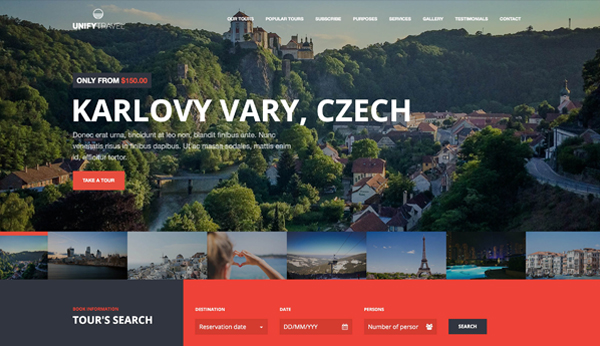 UNIFYTRAVEL
OUR TOURS POPULAR TOURS SUBSCRIBE PURPOSES SERVICES GALLERY TESTIMONIALS CONTACT
ONLY FROM $150.00
KARLOVY VARY, CZECH
Donec erat urna, tincidunt at leo non, blandit finibus ante. Nunc
venenatis risus in finibus dapibus. Ut ac massa sodales, mattis enim
id, efficitur tortor.
TAKE A TOUR
BOOK INFORMATION
TOUR'S SEARCH
DESTINATION DATE PERSONS
Reservation date DD/MM/YYY Number of persor SEARCH